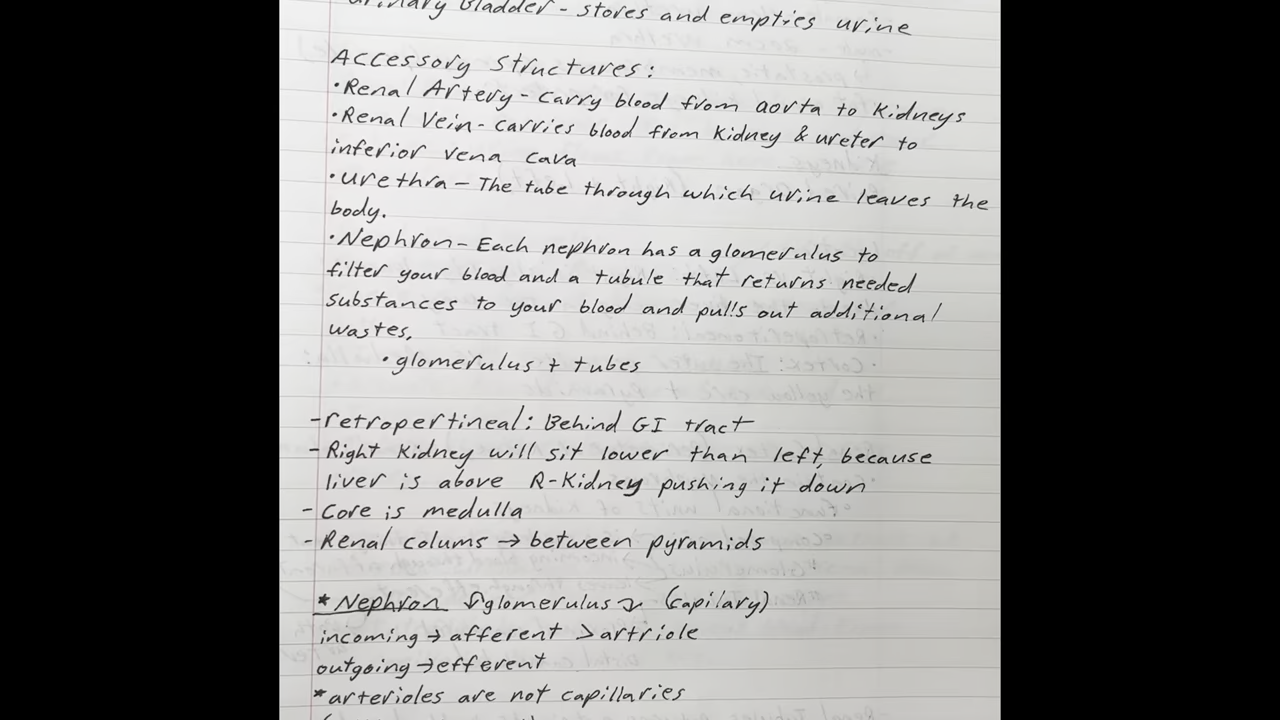 urinary Bladder - stores and empties urine
Accessory Structures:
•Renal Artery - carry blood from aorta to Kidneys
•Renal Vein - carries blood from Kidney & ureter to
inferior vena cava
•urethra - The tube through which urine leaves the
body.
•Nephron - Each nephron has a glomerulus to
filter your blood and a tubule that returns needed
substances to your blood and pulls out additional
wastes.
•glomerulus + tubes
-retropertineal: Behind GI tract
-Right Kidney will sit lower than left, because
liver is above R-Kidney pushing it down
-Core is medulla
-Renal colums → between pyramids
*Nephron ↓glomerulus↘ (capilary)
incoming → afferent > artriole
outgoing → efferent
*arterioles are not capillaries